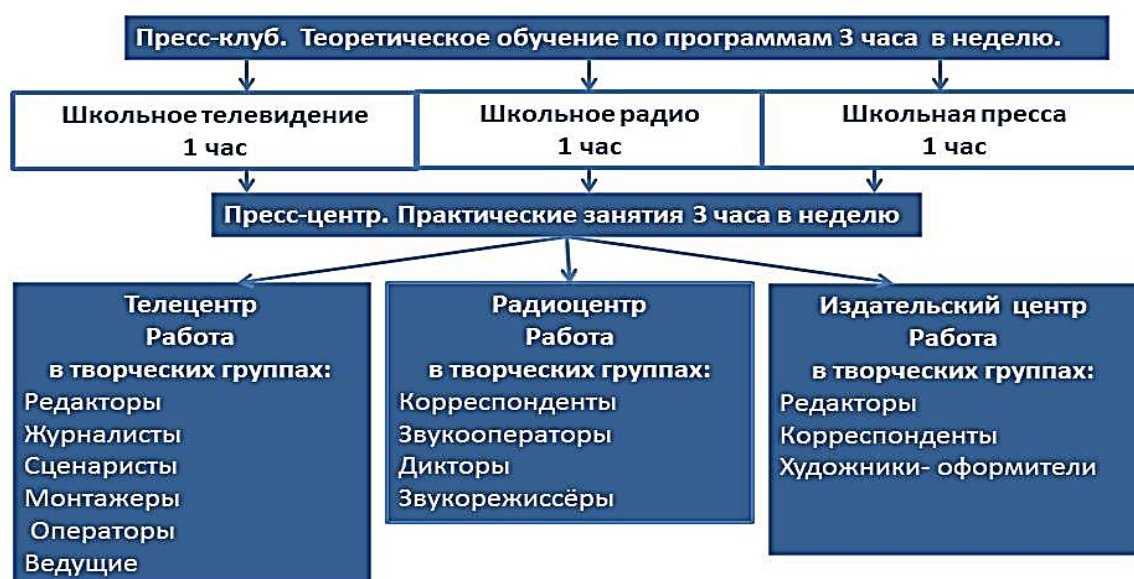 Пресс-клуб. Теоретическое обучение по программам 3 часа в неделю.
Школьное телевидение
1 час
Школьное радио
1 час
Школьная пресса
1 час
Пресс-центр. Практические занятия 3 часа в неделю
Телецентр
Работа
в творческих группах:
Редакторы
Журналисты
Сценаристы
Монтажеры
Операторы
Ведущие
Радиоцентр
Работа
в творческих группах:
Корреспонденты
Звукооператоры
Дикторы
Звукорежиссёры
Издательский центр
Работа
в творческих группах:
Редакторы
Корреспонденты
Художники- оформители